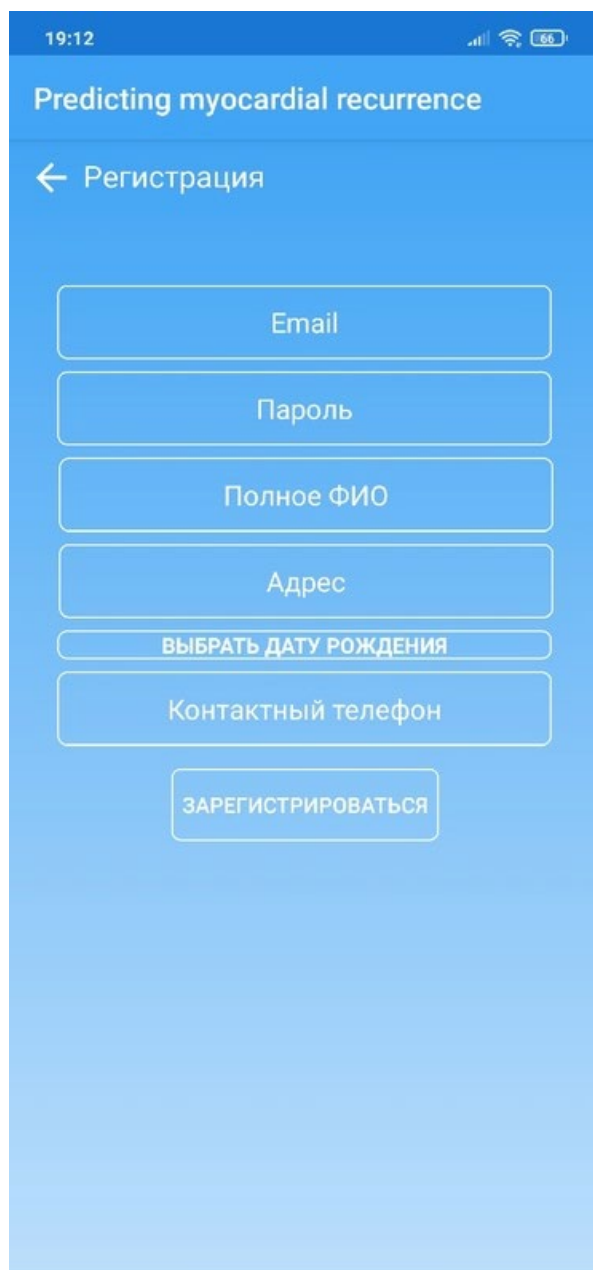 19:12
66
Predicting myocardial recurrence
Регистрация
Email
Пароль
Полное ФИО
Адрес
ВЫБРАТЬ ДАТУ РОЖДЕНИЯ
Контактный телефон
ЗАРЕГИСТРИРОВАТЬСЯ